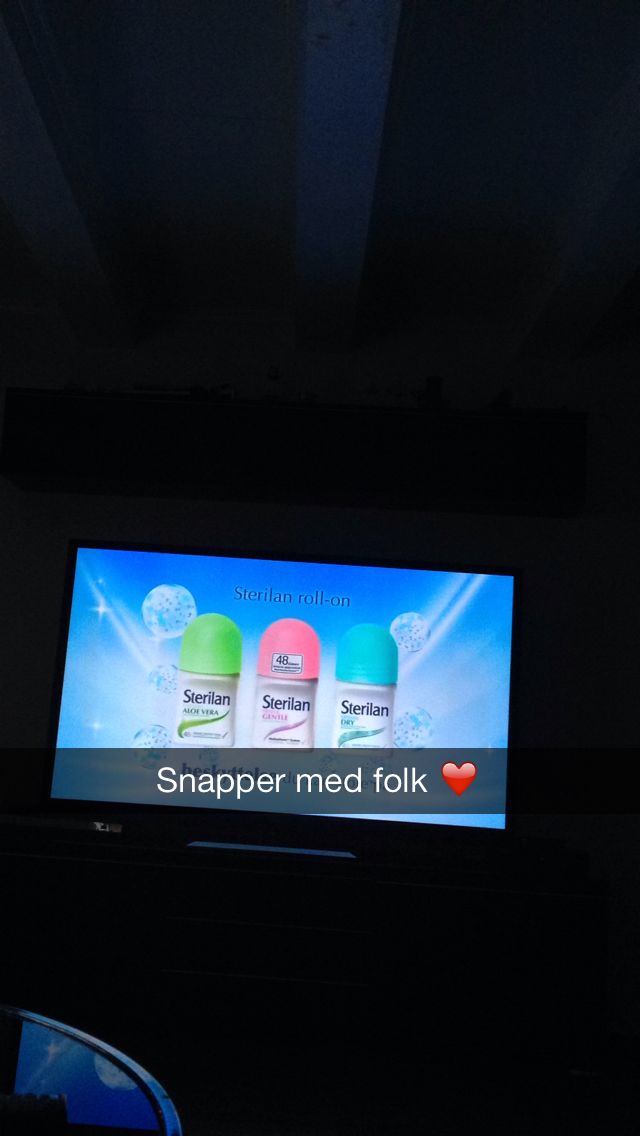 Sterilan roll-on
48
Sterilan
ALOE VERA
Sterilan
GENTLE
Sterilan
DRY
Snapper med folk ❤️